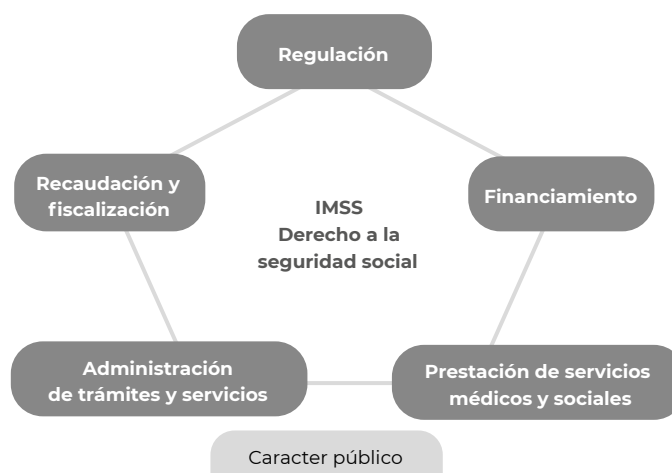 Regulación
Recaudación y
fiscalización
IMSS
Derecho a la
seguridad social
Financiamiento
Administración
de trámites y servicios
Prestación de servicios
médicos y sociales
Caracter público